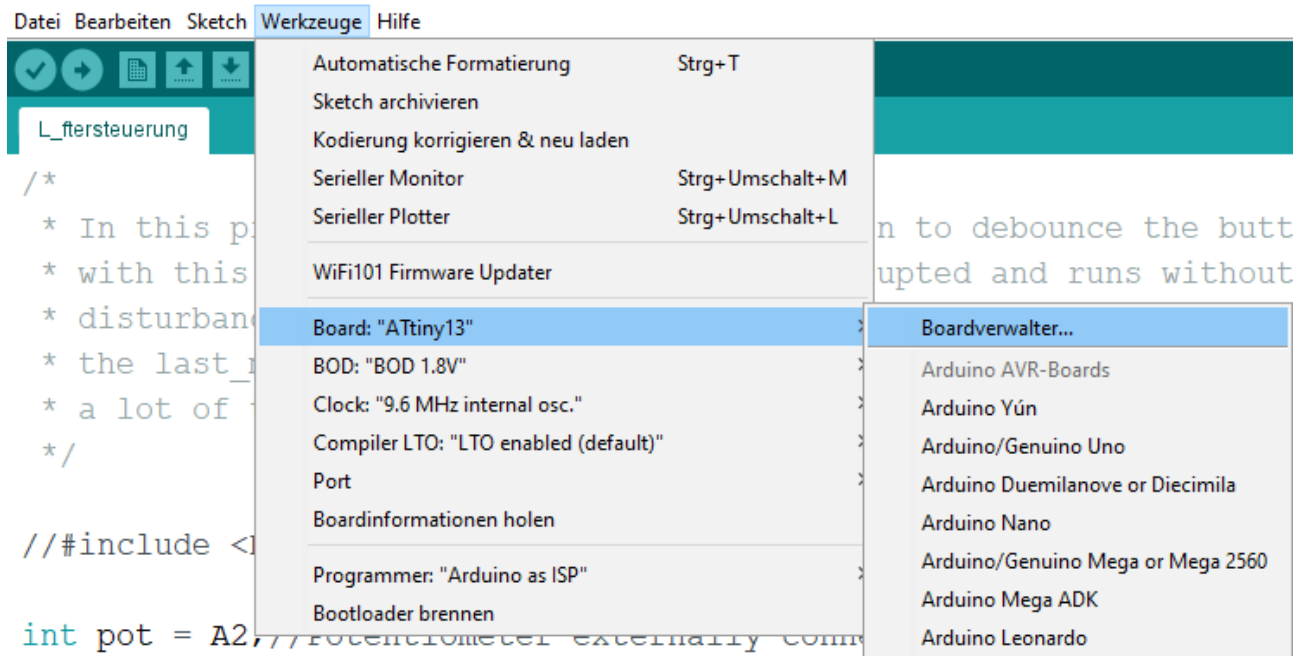 Datei Bearbeiten Sketch Werkzeuge Hilfe
L_ftersteuerung
Automatische Formatierung Strg+T
Sketch archivieren
Kodierung korrigieren & neu laden
Serieller Monitor Strg+Umschalt+M
Serieller Plotter Strg+Umschalt+L
WiFi101 Firmware Updater
Board: "ATtiny13"
BOD: "BOD 1.8V"
Clock: "9.6 MHz internal osc."
Compiler LTO: "LTO enabled (default)"
Port
Boardinformationen holen
Programmer: "Arduino as ISP"
Bootloader brennen
Boardverwalter...
Arduino AVR-Boards
Arduino Yún
Arduino/Genuino Uno
Arduino Duemilanove or Diecimila
Arduino Nano
Arduino/Genuino Mega or Mega 2560
Arduino Mega ADK
Arduino Leonardo
/*
* In this to debounce the butt
* with this upted and runs without
* disturban
* the last_
* a lot of
*/
//#include <
int pot = A2;//Potentiometer externally conn